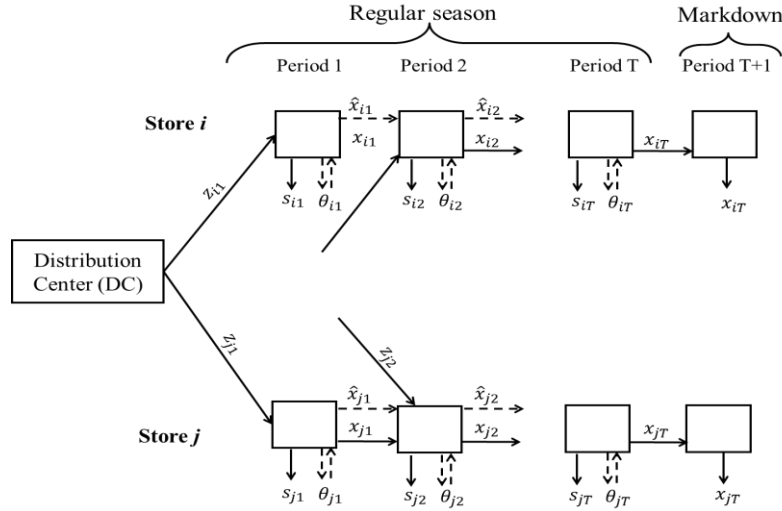 Regular season
Markdown
Period 1
Period 2
Period T
Period T+1
Store i
x̂ᵢ₁
x̂ᵢ₂
xᵢ₁
xᵢ₂
xᵢT
zᵢ₁
sᵢ₁
θᵢ₁
sᵢ₂
θᵢ₂
sᵢT
θᵢT
xᵢT
Distribution
Center (DC)
zⱼ₁
zⱼ₂
x̂ⱼ₁
x̂ⱼ₂
Store j
xⱼ₁
xⱼ₂
xⱼT
sⱼ₁
θⱼ₁
sⱼ₂
θⱼ₂
sⱼT
θⱼT
xⱼT